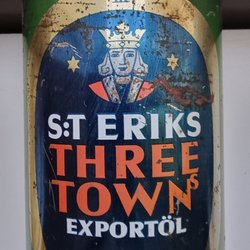 S:T ERIKS
THREE
TOWNS
EXPORTÖL